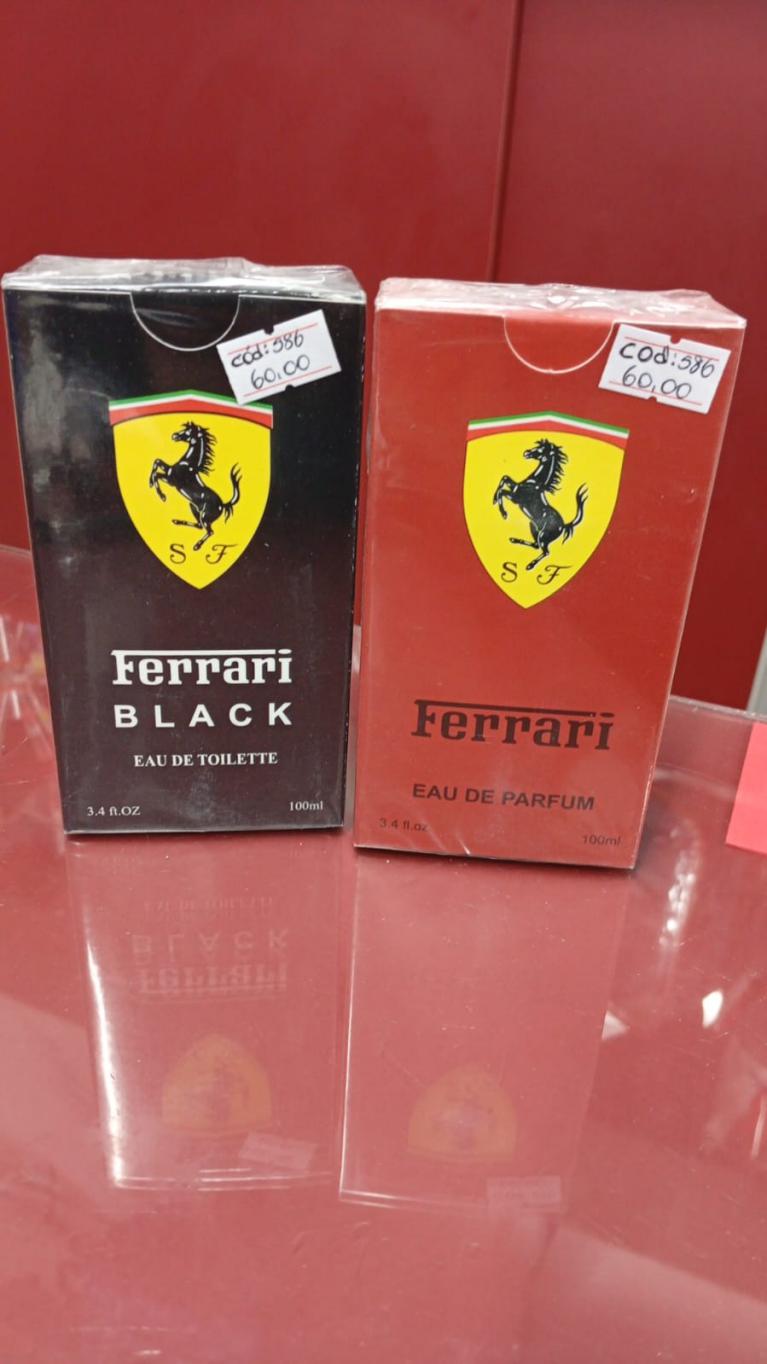 cód:586
60.00
S F
Ferrari
BLACK
EAU DE TOILETTE
3.4 fl.OZ
100ml
COD:586
60.00
S F
Ferrari
EAU DE PARFUM
3.4 fl.oz
100ml